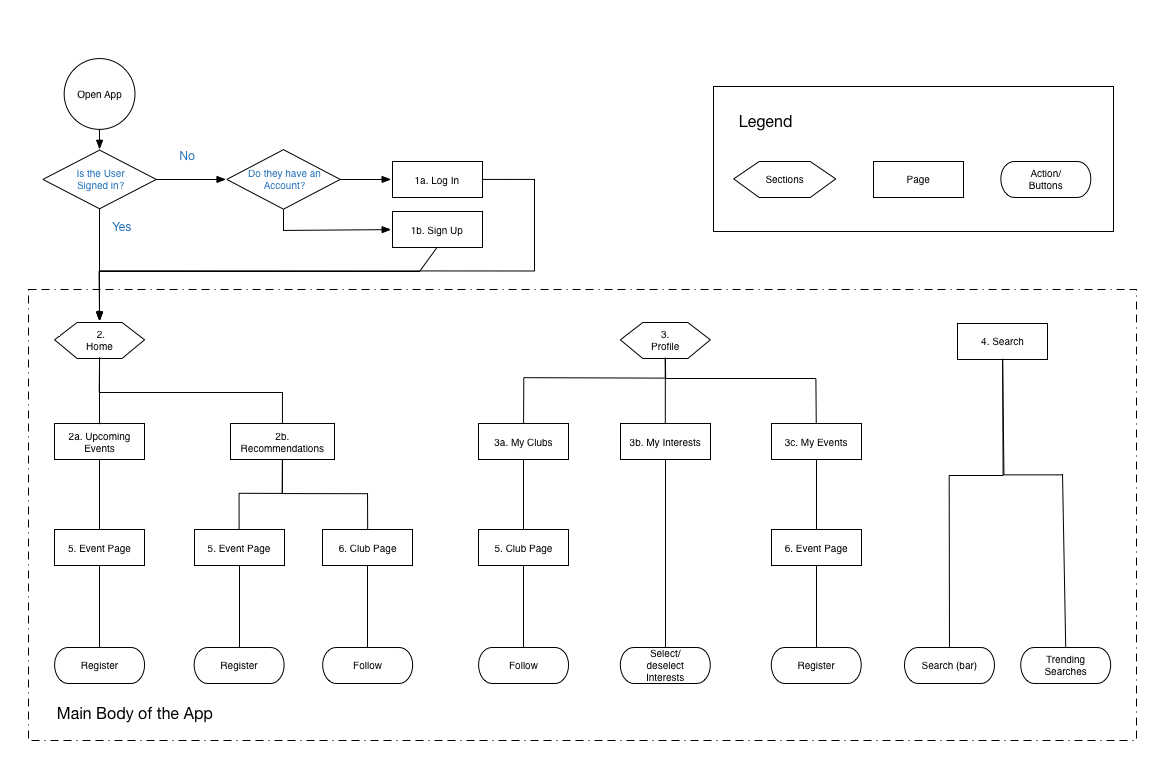 Open App
Legend
No
Is the User
Signed in?
Do they have an
Account?
1a. Log In
Sections
Page
Action/
Buttons
Yes
1b. Sign Up
2.
Home
3.
Profile
4. Search
2a. Upcoming
Events
2b.
Recommendations
3a. My Clubs
3b. My Interests
3c. My Events
5. Event Page
5. Event Page
6. Club Page
5. Club Page
6. Event Page
Register
Register
Follow
Follow
Select/
deselect
Interests
Register
Search (bar)
Trending
Searches
Main Body of the App